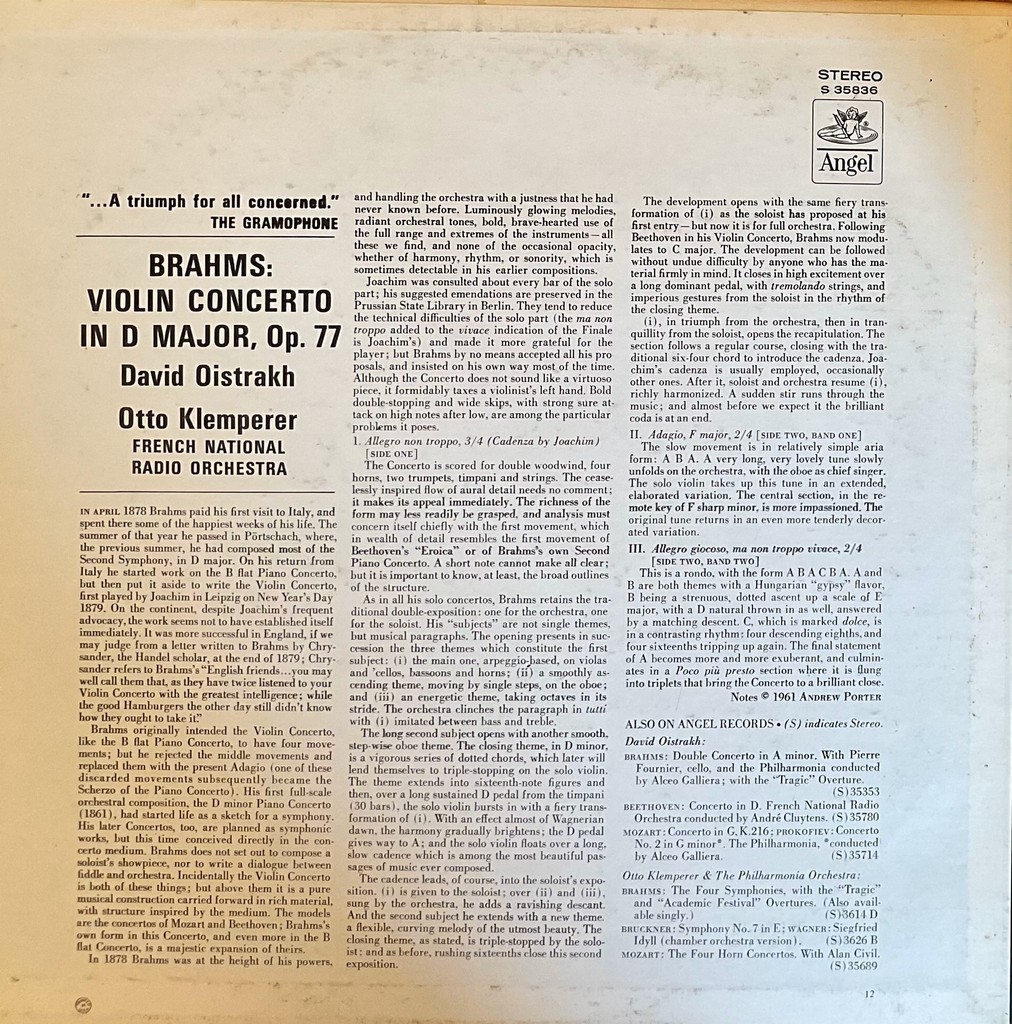 STEREO
S 35836
Angel
"...A triumph for all concerned."
THE GRAMOPHONE
BRAHMS:
VIOLIN CONCERTO
IN D MAJOR, Op. 77
David Oistrakh
Otto Klemperer
FRENCH NATIONAL
RADIO ORCHESTRA
IN APRIL 1878 Brahms paid his first visit to Italy, and
spent there some of the happiest weeks of his life. The
summer of that year he passed in Pörtschach, where,
the previous summer, he had composed most of the
Second Symphony, in D major. On his return from
Italy he started work on the B flat Piano Concerto,
but then put it aside to write the Violin Concerto,
first played by Joachim in Leipzig on New Year's Day
1879. On the continent, despite Joachim's frequent
advocacy, the work seems not to have established itself
immediately. It was more successful in England, if we
may judge from a letter written to Brahms by Chry-
sander, the Handel scholar, at the end of 1879; Chry-
sander refers to Brahms's "English friends...you may
well call them that, as they have twice listened to your
Violin Concerto with the greatest intelligence; while
the good Hamburgers the other day still didn't know
how they ought to take it."
Brahms originally intended the Violin Concerto,
like the B flat Piano Concerto, to have four move-
ments; but he rejected the middle movements and
replaced them with the present Adagio (one of these
discarded movements subsequently became the
Scherzo of the Piano Concerto). His first full-scale
orchestral composition, the D minor Piano Concerto
(1861), had started life as a sketch for a symphony.
His later Concertos, too, are planned as symphonic
works, but this time conceived directly in the con-
certo medium. Brahms does not set out to compose a
soloist's showpiece, nor to write a dialogue between
fiddle and orchestra. Incidentally the Violin Concerto
is both of these things; but above them it is a pure
musical construction carried forward in rich material,
with structure inspired by the medium. The models
are the concertos of Mozart and Beethoven; Brahms's
own form in this Concerto, and even more in the B
flat Concerto, is a majestic expansion of theirs.
In 1878 Brahms was at the height of his powers,
and handling the orchestra with a justness that he had
never known before. Luminously glowing melodies,
radiant orchestral tones, bold, brave-hearted use of
the full range and extremes of the instruments—all
these we find, and none of the occasional opacity,
whether of harmony, rhythm, or sonority, which is
sometimes detectable in his earlier compositions.
Joachim was consulted about every bar of the solo
part; his suggested emendations are preserved in the
Prussian State Library in Berlin. They tend to reduce
the technical difficulties of the solo part (the ma non
troppo added to the vivace indication of the Finale
is Joachim's) and made it more grateful for the
player; but Brahms by no means accepted all his pro
posals, and insisted on his own way most of the time.
Although the Concerto does not sound like a virtuoso
piece, it formidably taxes a violinist's left hand. Bold
double-stopping and wide skips, with strong sure at-
tack on high notes after low, are among the particular
problems it poses.
1. Allegro non troppo, 3/4 (Cadenza by Joachim)
[SIDE ONE]
The Concerto is scored for double woodwind, four
horns, two trumpets, timpani and strings. The cease-
lessly inspired flow of aural detail needs no comment;
it makes its appeal immediately. The richness of the
form may less readily be grasped, and analysis must
concern itself chiefly with the first movement, which
in wealth of detail resembles the first movement of
Beethoven's "Eroica" or of Brahms's own Second
Piano Concerto. A short note cannot make all clear;
but it is important to know, at least, the broad outlines
of the structure.
As in all his solo concertos, Brahms retains the tra-
ditional double-exposition: one for the orchestra, one
for the soloist. His "subjects" are not single themes,
but musical paragraphs. The opening presents in suc-
cession the three themes which constitute the first
subject: (i) the main one, arpeggio-based, on violas
and 'cellos, bassoons and horns; (ii) a smoothly as-
cending theme, moving by single steps, on the oboe;
and (iii) an energetic theme, taking octaves in its
stride. The orchestra clinches the paragraph in tutti
with (i) imitated between bass and treble.
The long second subject opens with another smooth,
step-wise oboe theme. The closing theme, in D minor,
is a vigorous series of dotted chords, which later will
lend themselves to triple-stopping on the solo violin.
The theme extends into sixteenth-note figures and
then, over a long sustained D pedal from the timpani
(30 bars), the solo violin bursts in with a fiery trans-
formation of (i). With an effect almost of Wagnerian
dawn, the harmony gradually brightens; the D pedal
gives way to A; and the solo violin floats over a long,
slow cadence which is among the most beautiful pas-
sages of music ever composed.
The cadence leads, of course, into the soloist's expo-
sition. (i) is given to the soloist; over (ii) and (iii),
sung by the orchestra, he adds a ravishing descant.
And the second subject he extends with a new theme,
a flexible, curving melody of the utmost beauty. The
closing theme, as stated, is triple-stopped by the solo-
ist; and as before, rushing sixteenths close this second
exposition.
The development opens with the same fiery trans-
formation of (i) as the soloist has proposed at his
first entry—but now it is for full orchestra. Following
Beethoven in his Violin Concerto, Brahms now modu-
lates to C major. The development can be followed
without undue difficulty by anyone who has the ma-
terial firmly in mind. It closes in high excitement over
a long dominant pedal, with tremolando strings, and
imperious gestures from the soloist in the rhythm of
the closing theme.
(i), in triumph from the orchestra, then in tran-
quillity from the soloist, opens the recapitulation. The
section follows a regular course, closing with the tra-
ditional six-four chord to introduce the cadenza. Joa-
chim's cadenza is usually employed, occasionally
other ones. After it, soloist and orchestra resume (i),
richly harmonized. A sudden stir runs through the
music; and almost before we expect it the brilliant
coda is at an end.
II. Adagio, F major, 2/4 [SIDE TWO, BAND ONE]
The slow movement is in relatively simple aria
form: A B A. A very long, very lovely tune slowly
unfolds on the orchestra, with the oboe as chief singer.
The solo violin takes up this tune in an extended,
elaborated variation. The central section, in the re-
mote key of F sharp minor, is more impassioned. The
original tune returns in an even more tenderly decor-
ated variation.
III. Allegro giocoso, ma non troppo vivace, 2/4
[SIDE TWO, BAND TWO]
This is a rondo, with the form A B A C B A. A and
B are both themes with a Hungarian "gypsy" flavor,
B being a strenuous, dotted ascent up a scale of E
major, with a D natural thrown in as well, answered
by a matching descent. C, which is marked dolce, is
in a contrasting rhythm: four descending eighths, and
four sixteenths tripping up again. The final statement
of A becomes more and more exuberant, and culmin-
ates in a Poco più presto section where it is flung
into triplets that bring the Concerto to a brilliant close.
Notes © 1961 ANDREW PORTER
ALSO ON ANGEL RECORDS • (S) indicates Stereo.
David Oistrakh:
BRAHMS: Double Concerto in A minor. With Pierre
Fournier, cello, and the Philharmonia conducted
by Alceo Galliera; with the "Tragic" Overture.
(S)35353
BEETHOVEN: Concerto in D. French National Radio
Orchestra conducted by André Cluytens. (S)35780
MOZART: Concerto in G, K.216; PROKOFIEV: Concerto
No. 2 in G minor*. The Philharmonia, *conducted
by Alceo Galliera. (S)35714
Otto Klemperer & The Philharmonia Orchestra:
BRAHMS: The Four Symphonies, with the "Tragic"
and "Academic Festival" Overtures. (Also avail-
able singly.) (S)3614 D
BRUCKNER: Symphony No. 7 in E; WAGNER: Siegfried
Idyll (chamber orchestra version). (S)3626 B
MOZART: The Four Horn Concertos. With Alan Civil.
(S)35689
12